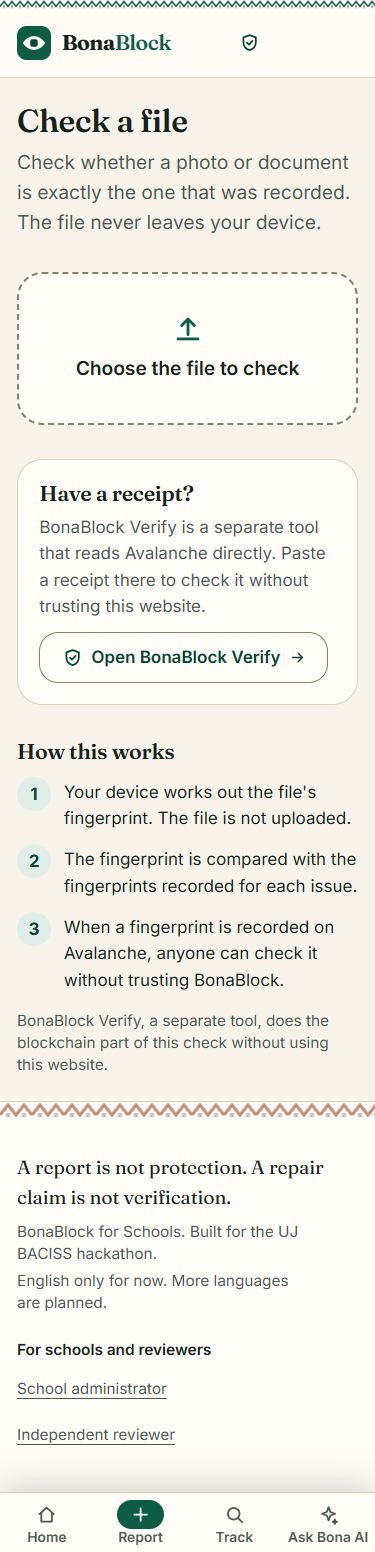 BonaBlock
Check a file
Check whether a photo or document
is exactly the one that was recorded.
The file never leaves your device.
Choose the file to check
Have a receipt?
BonaBlock Verify is a separate tool
that reads Avalanche directly. Paste
a receipt there to check it without
trusting this website.
Open BonaBlock Verify →
How this works
1 Your device works out the file's
fingerprint. The file is not uploaded.
2 The fingerprint is compared with the
fingerprints recorded for each issue.
3 When a fingerprint is recorded on
Avalanche, anyone can check it
without trusting BonaBlock.
BonaBlock Verify, a separate tool, does the
blockchain part of this check without using
this website.
A report is not protection. A repair
claim is not verification.
BonaBlock for Schools. Built for the UJ
BACISS hackathon.
English only for now. More languages
are planned.
For schools and reviewers
School administrator
Independent reviewer
Home Report Track Ask Bona AI